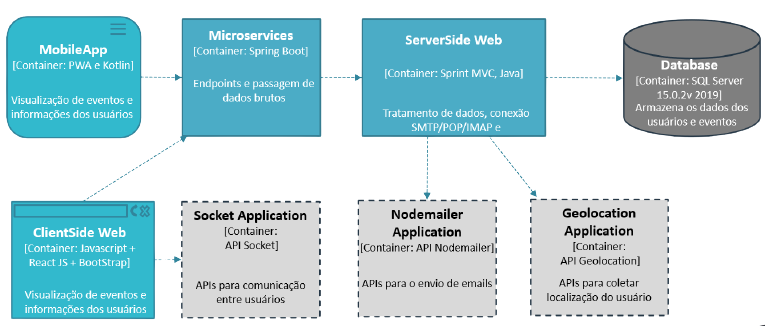 MobileApp
[Container: PWA e Kotlin]
Visualização de eventos e
informações dos usuários
Microservices
[Container: Spring Boot]
Endpoints e passagem de
dados brutos
ServerSide Web
[Container: Sprint MVC, Java]
Tratamento de dados, conexão
SMTP/POP/IMAP e
Database
[Container: SQL Server
15.0.2v 2019]
Armazena os dados dos
usuários e eventos
ClientSide Web
[Container: Javascript +
React JS + BootStrap]
Visualização de eventos e
informações dos usuários
Socket Application
[Container:
API Socket]
APIs para comunicação
entre usuários
Nodemailer
Application
[Container: API Nodemailer]
APIs para o envio de emails
Geolocation
Application
[Container:
API Geolocation]
APIs para coletar
localização do usuário